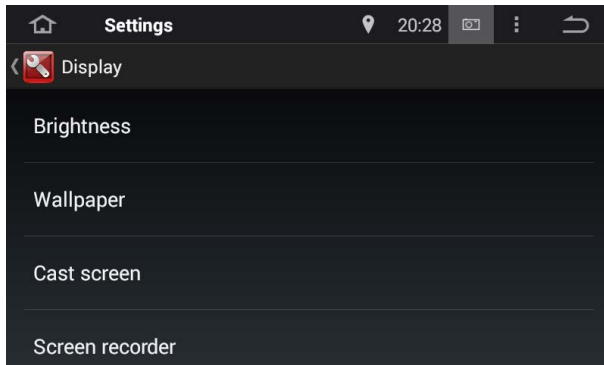 Settings 20:28
Display
Brightness
Wallpaper
Cast screen
Screen recorder